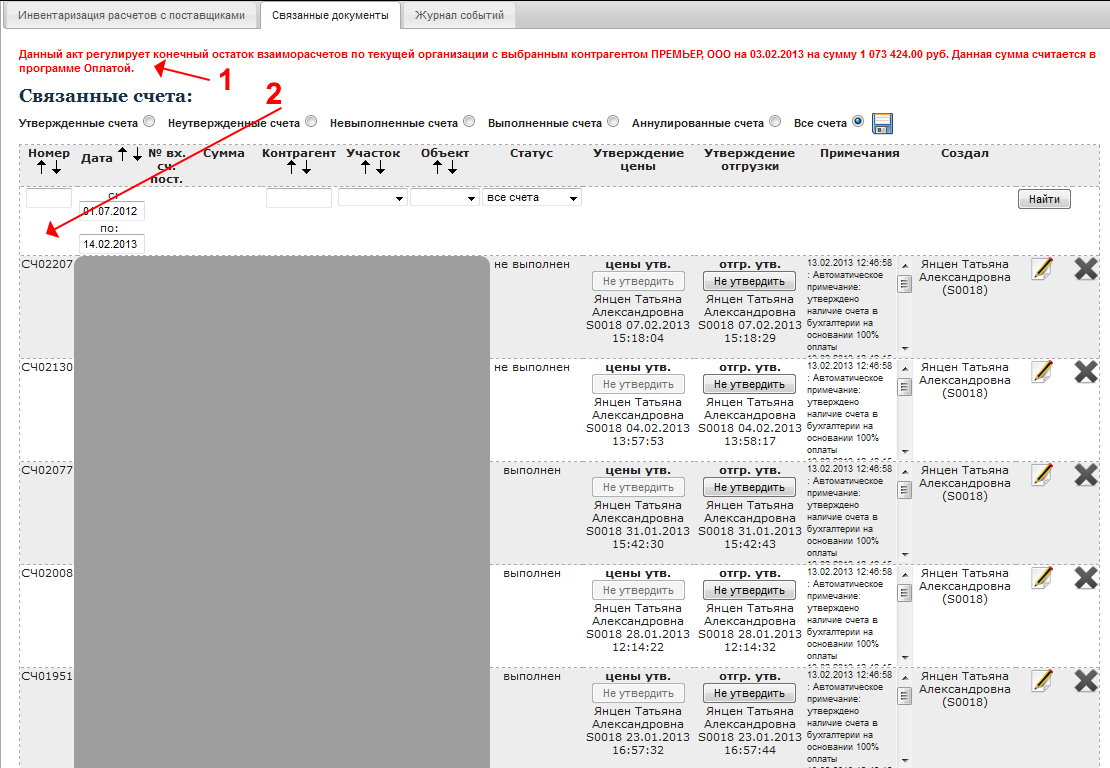 Инвентаризация расчетов с поставщиками
Связанные документы
Журнал событий
Данный акт регулирует конечный остаток взаиморасчетов по текущей организации с выбранным контрагентом ПРЕМЬЕР, ООО на 03.02.2013 на сумму 1 073 424.00 руб. Данная сумма считается в
программе Оплатой.
1
2
Связанные счета:
Утвержденные счета Неутвержденные счета Невыполненные счета Выполненные счета Аннулированные счета Все счета
Номер Дата № вх. Сумма Контрагент Участок Объект Статус Утверждение Утверждение Примечания Создал
сч. цены отгрузки
пост.
с:
01.07.2012 все счета Найти
по:
14.02.2013
СЧ02207 не выполнен цены утв. отгр. утв. 13.02.2013 12:46:58 Янцен Татьяна
Не утвердить Не утвердить : Автоматическое Александровна
Янцен Татьяна Янцен Татьяна примечание: (S0018)
Александровна Александровна утверждено
S0018 07.02.2013 S0018 07.02.2013 наличие счета в
15:18:04 15:18:29 бухгалтерии на
основании 100%
оплаты
СЧ02130 не выполнен цены утв. отгр. утв. 13.02.2013 12:46:58 Янцен Татьяна
Не утвердить Не утвердить : Автоматическое Александровна
Янцен Татьяна Янцен Татьяна примечание: (S0018)
Александровна Александровна утверждено
S0018 04.02.2013 S0018 04.02.2013 наличие счета в
13:57:53 13:58:17 бухгалтерии на
основании 100%
оплаты
СЧ02077 выполнен цены утв. отгр. утв. 13.02.2013 12:46:58 Янцен Татьяна
Не утвердить Не утвердить : Автоматическое Александровна
Янцен Татьяна Янцен Татьяна примечание: (S0018)
Александровна Александровна утверждено
S0018 31.01.2013 S0018 31.01.2013 наличие счета в
15:42:30 15:42:43 бухгалтерии на
основании 100%
оплаты
СЧ02008 выполнен цены утв. отгр. утв. 13.02.2013 12:46:58 Янцен Татьяна
Не утвердить Не утвердить : Автоматическое Александровна
Янцен Татьяна Янцен Татьяна примечание: (S0018)
Александровна Александровна утверждено
S0018 28.01.2013 S0018 28.01.2013 наличие счета в
12:14:22 12:14:32 бухгалтерии на
основании 100%
оплаты
СЧ01951 выполнен цены утв. отгр. утв. 13.02.2013 12:46:58 Янцен Татьяна
Не утвердить Не утвердить : Автоматическое Александровна
Янцен Татьяна Янцен Татьяна примечание: (S0018)
Александровна Александровна утверждено
S0018 23.01.2013 S0018 23.01.2013 наличие счета в
16:57:32 16:57:44 бухгалтерии на
основании 100%
оплаты